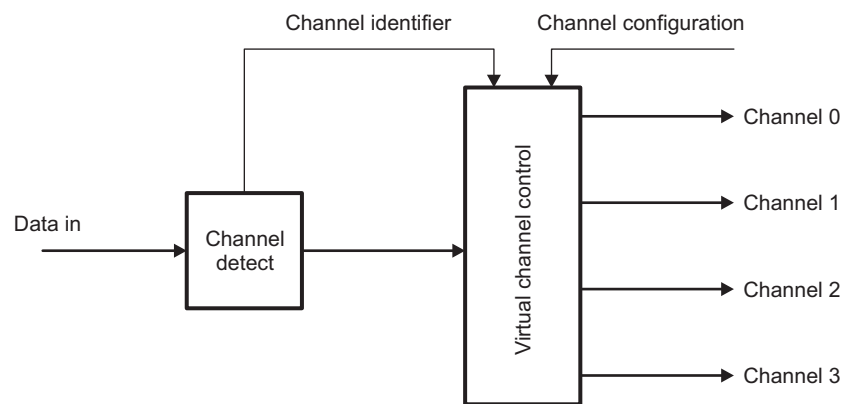 Channel identifier
Channel configuration
Channel 0
Channel 1
Data in
Channel
detect
Virtual channel control
Channel 2
Channel 3